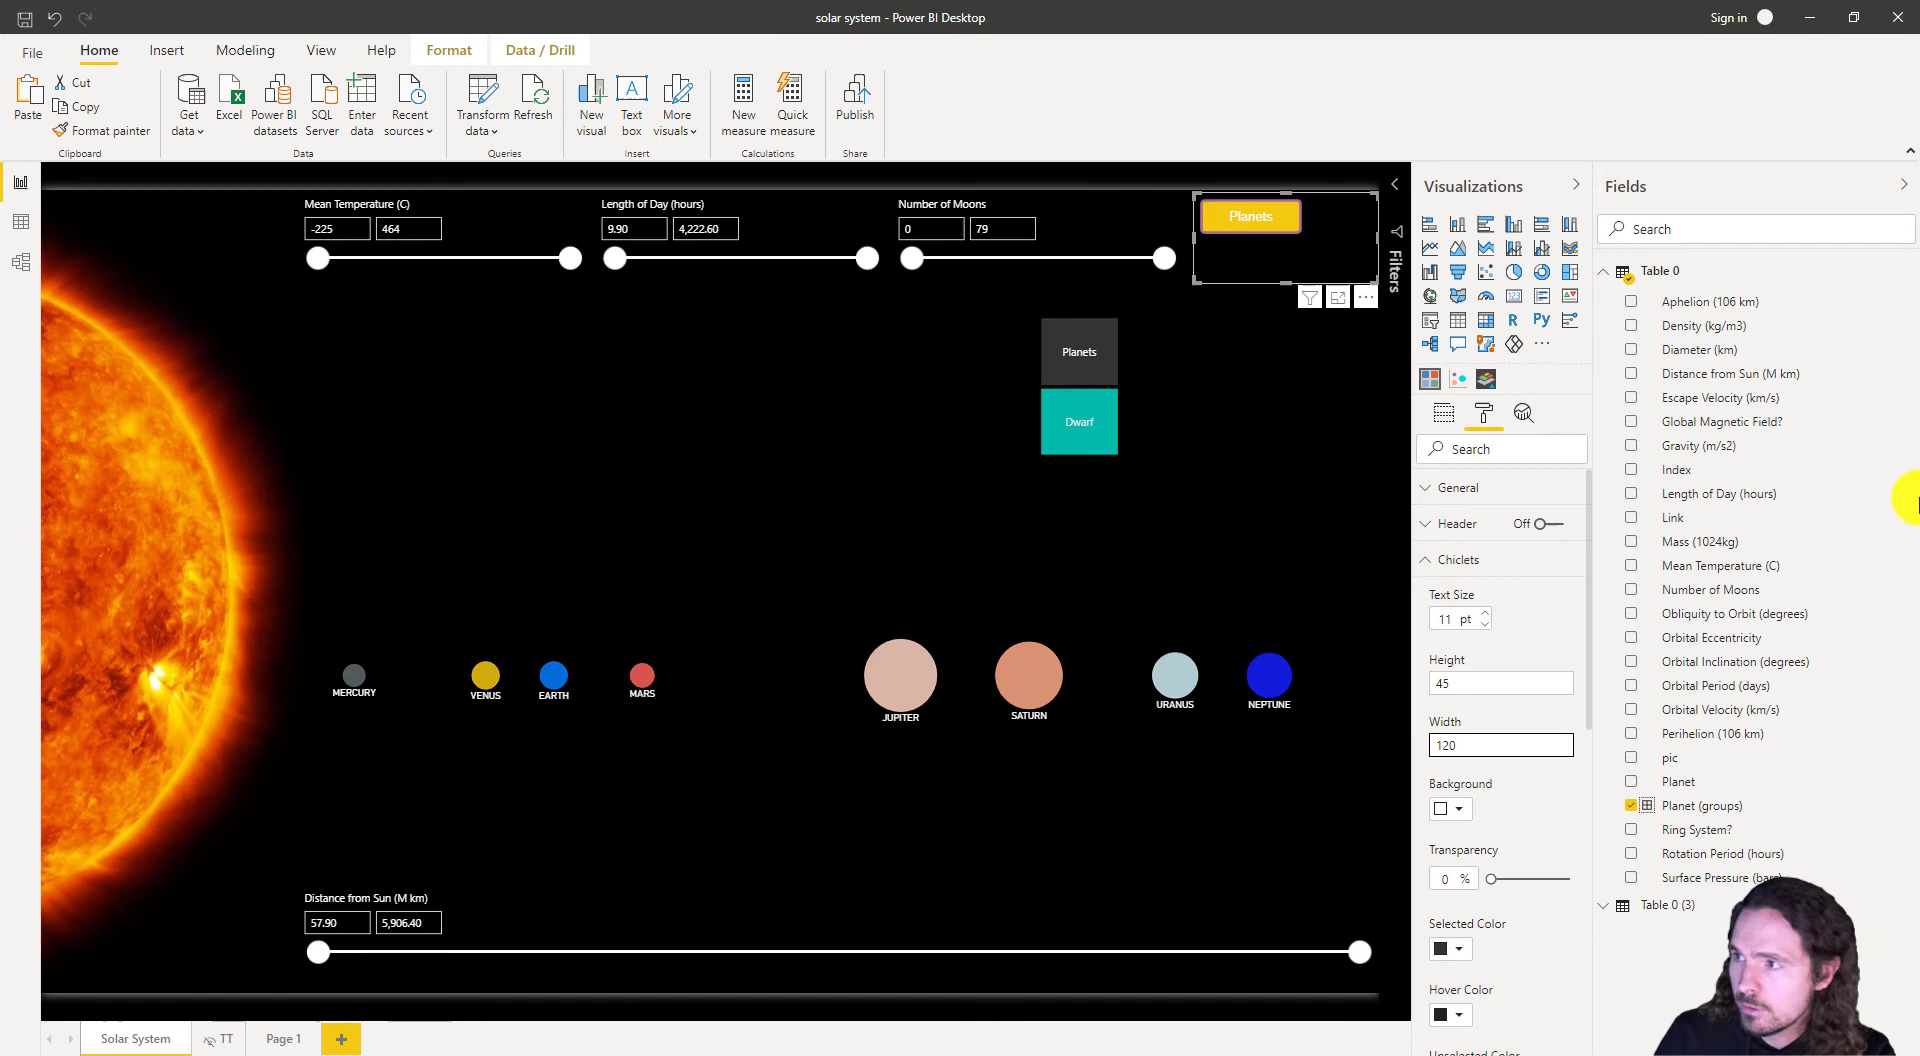 solar system - Power BI Desktop
Sign in
File
Home
Insert
Modeling
View
Help
Format
Data / Drill
Paste
Cut
Copy
Format painter
Clipboard
Get data
Excel
Power BI datasets
SQL Server
Enter data
Recent sources
Data
Transform data
Refresh
Queries
New visual
Text box
A
More visuals
Insert
New measure
Quick measure
Calculations
Publish
Share
Mean Temperature (C)
-225
464
Length of Day (hours)
9.90
4,222.60
Number of Moons
0
79
Planets
Planets
Dwarf
MERCURY
VENUS
EARTH
MARS
JUPITER
SATURN
URANUS
NEPTUNE
Distance from Sun (M km)
57.90
5,906.40
Solar System
TT
Page 1
Filters
Visualizations
123
R
Py
Search
General
Header
Off
Chiclets
Text Size
11 pt
Height
45
Width
120
Background
Transparency
0 %
Selected Color
Hover Color
Fields
Search
Table 0
Aphelion (106 km)
Density (kg/m3)
Diameter (km)
Distance from Sun (M km)
Escape Velocity (km/s)
Global Magnetic Field?
Gravity (m/s2)
Index
Length of Day (hours)
Link
Mass (1024kg)
Mean Temperature (C)
Number of Moons
Obliquity to Orbit (degrees)
Orbital Eccentricity
Orbital Inclination (degrees)
Orbital Period (days)
Orbital Velocity (km/s)
Perihelion (106 km)
pic
Planet
Planet (groups)
Ring System?
Rotation Period (hours)
Surface Pressure
Table 0 (3)